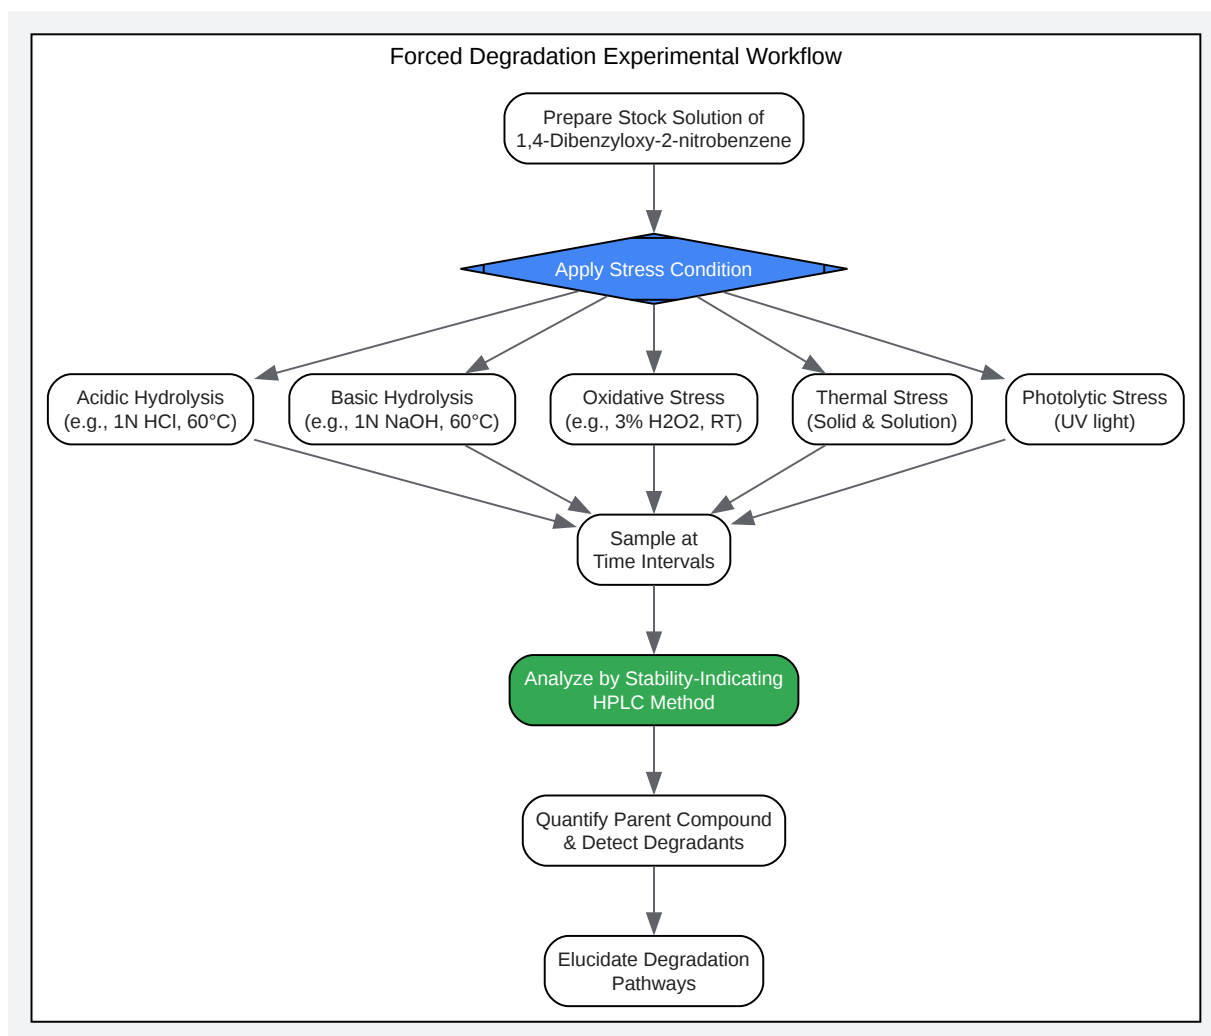 Forced Degradation Experimental Workflow
Prepare Stock Solution of
1,4-Dibenzyloxy-2-nitrobenzene
Apply Stress Condition
Acidic Hydrolysis
(e.g., 1N HCl, 60°C)
Basic Hydrolysis
(e.g., 1N NaOH, 60°C)
Oxidative Stress
(e.g., 3% H2O2, RT)
Thermal Stress
(Solid & Solution)
Photolytic Stress
(UV light)
Sample at
Time Intervals
Analyze by Stability-Indicating
HPLC Method
Quantify Parent Compound
& Detect Degradants
Elucidate Degradation
Pathways